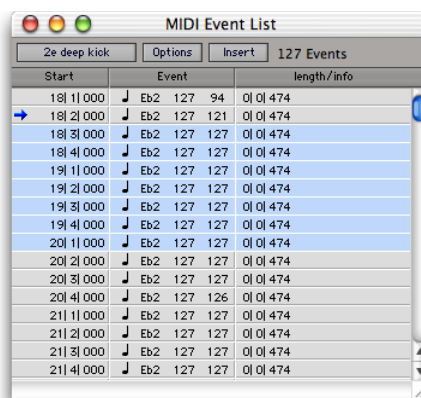 MIDI Event List
2e deep kick Options Insert 127 Events
Start Event length/info
18| 1| 000 Eb2 127 94 0| 0| 474
18| 2| 000 Eb2 127 121 0| 0| 474
18| 3| 000 Eb2 127 127 0| 0| 474
18| 4| 000 Eb2 127 127 0| 0| 474
19| 1| 000 Eb2 127 127 0| 0| 474
19| 2| 000 Eb2 127 127 0| 0| 474
19| 3| 000 Eb2 127 127 0| 0| 474
19| 4| 000 Eb2 127 127 0| 0| 474
20| 1| 000 Eb2 127 127 0| 0| 474
20| 2| 000 Eb2 127 127 0| 0| 474
20| 3| 000 Eb2 127 127 0| 0| 474
20| 4| 000 Eb2 127 126 0| 0| 474
21| 1| 000 Eb2 127 127 0| 0| 474
21| 2| 000 Eb2 127 127 0| 0| 474
21| 3| 000 Eb2 127 127 0| 0| 474
21| 4| 000 Eb2 127 127 0| 0| 474